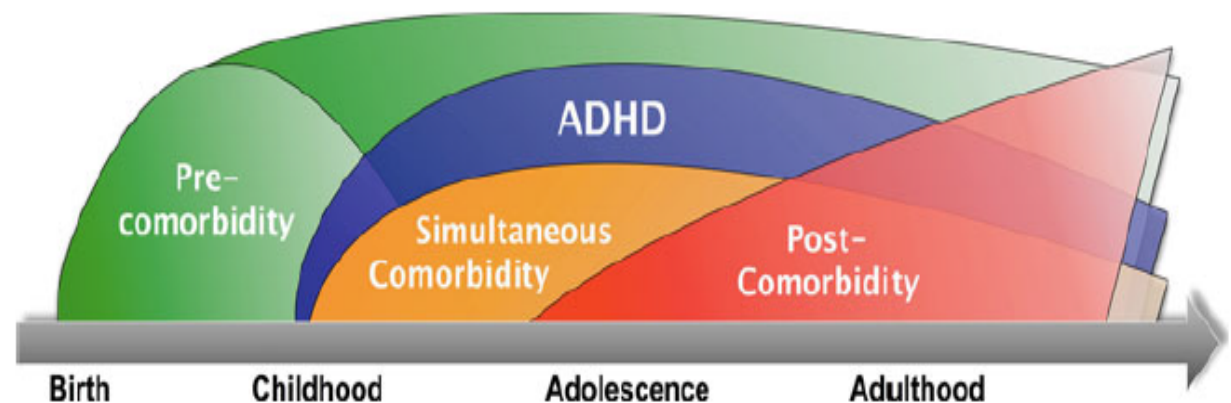 ADHD
Pre-
comorbidity
Simultaneous
Comorbidity
Post-
Comorbidity
Birth Childhood Adolescence Adulthood